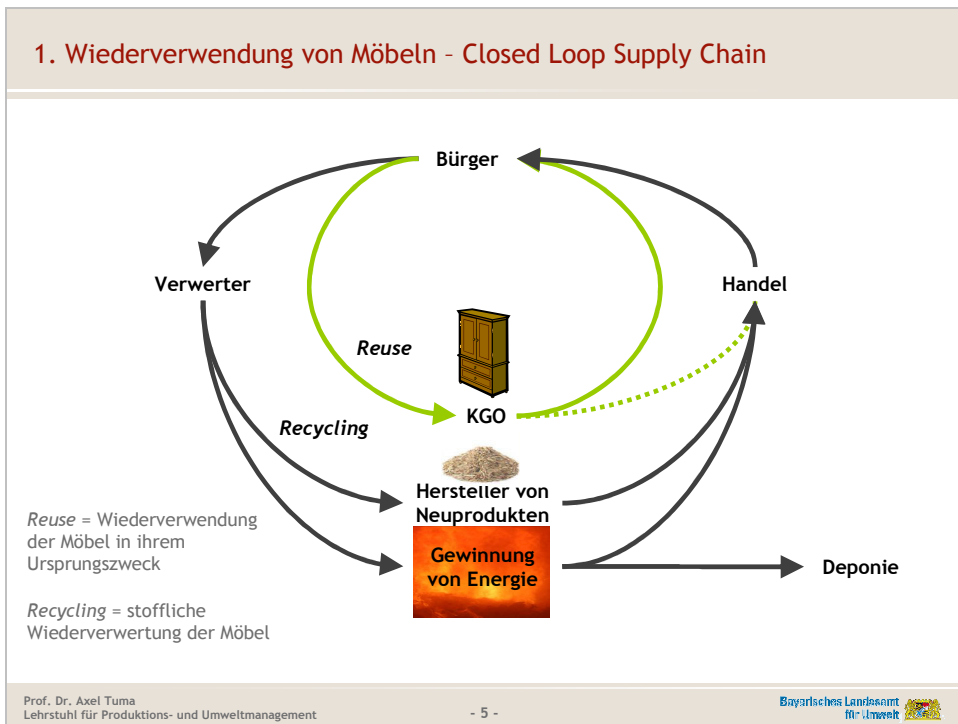 1. Wiederverwendung von Möbeln – Closed Loop Supply Chain
Bürger
Verwerter
Handel
Reuse
KGO
Recycling
Hersteller von
Neuprodukten
Gewinnung
von Energie
Deponie
Reuse = Wiederverwendung
der Möbel in ihrem
Ursprungszweck
Recycling = stoffliche
Wiederverwertung der Möbel
Prof. Dr. Axel Tuma
Lehrstuhl für Produktions- und Umweltmanagement
- 5 -
Bayerisches Landesamt
für Umwelt